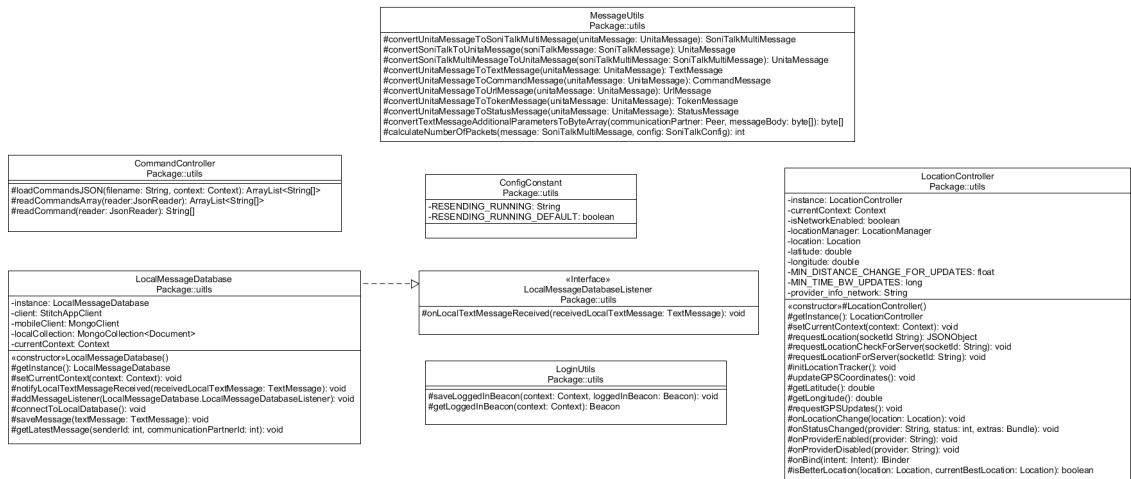 MessageUtils
Package::utils
#convertUnitaMessageToSoniTalkMultiMessage(unitaMessage: UnitaMessage): SoniTalkMultiMessage
#convertSoniTalkToUnitaMessage(soniTalkMessage: SoniTalkMessage): UnitaMessage
#convertSoniTalkMultiMessageToUnitaMessage(soniTalkMultiMessage: SoniTalkMultiMessage): UnitaMessage
#convertUnitaMessageToTextMessage(unitaMessage: UnitaMessage): TextMessage
#convertUnitaMessageToCommandMessage(unitaMessage: UnitaMessage): CommandMessage
#convertUnitaMessageToUrlMessage(unitaMessage: UnitaMessage): UrlMessage
#convertUnitaMessageToTokenMessage(unitaMessage: UnitaMessage): TokenMessage
#convertUnitaMessageToStatusMessage(unitaMessage: UnitaMessage): StatusMessage
#convertTextMessageAdditionalParametersToByteArray(communicationPartner: Peer, messageBody: byte[]): byte[]
#calculateNumberOfPackets(message: SoniTalkMultiMessage, config: SoniTalkConfig): int
CommandController
Package::utils
#loadCommandsJSON(filename: String, context: Context): ArrayList<String[]>
#readCommandsArray(reader:JsonReader): ArrayList<String[]>
#readCommand(reader: JsonReader): String[]
ConfigConstant
Package::utils
-RESENDING_RUNNING: String
-RESENDING_RUNNING_DEFAULT: boolean
LocationController
Package::utils
-instance: LocationController
-currentContext: Context
-isNetworkEnabled: boolean
-locationManager: LocationManager
-location: Location
-latitude: double
-longitude: double
-MIN_DISTANCE_CHANGE_FOR_UPDATES: float
-MIN_TIME_BW_UPDATES: long
-provider_info_network: String
«constructor»#LocationController()
#getInstance(): LocationController
#setCurrentContext(context: Context): void
#requestLocation(socketId String): JSONObject
#requestLocationCheckForServer(socketId: String): void
#requestLocationForServer(socketId: String): void
#initLocationTracker(): void
#updateGPSCoordinates(): void
#getLatitude(): double
#getLongitude(): double
#requestGPSUpdates(): void
#onLocationChange(location: Location): void
#onStatusChanged(provider: String, status: int, extras: Bundle): void
#onProviderEnabled(provider: String): void
#onProviderDisabled(provider: String): void
#onBind(intent: Intent): IBinder
#isBetterLocation(location: Location, currentBestLocation: Location): boolean
LocalMessageDatabase
Package::uitls
-instance: LocalMessageDatabase
-client: StitchAppClient
-mobileClient: MongoClient
-localCollection: MongoCollection<Document>
-currentContext: Context
«constructor»LocalMessageDatabase()
#getInstance(): LocalMessageDatabase
#setCurrentContext(context: Context): void
#notifyLocalTextMessageReceived(receivedLocalTextMessage: TextMessage): void
#addMessageListener(LocalMessageDatabase.LocalMessageDatabaseListener): void
#connectToLocalDatabase(): void
#saveMessage(textMessage: TextMessage): void
#getLatestMessage(senderId: int, communicationPartnerId: int): void
«Interface»
LocalMessageDatabaseListener
Package::utils
#onLocalTextMessageReceived(receivedLocalTextMessage: TextMessage): void
LoginUtils
Package::utils
#saveLoggedInBeacon(context: Context, loggedInBeacon: Beacon): void
#getLoggedInBeacon(context: Context): Beacon